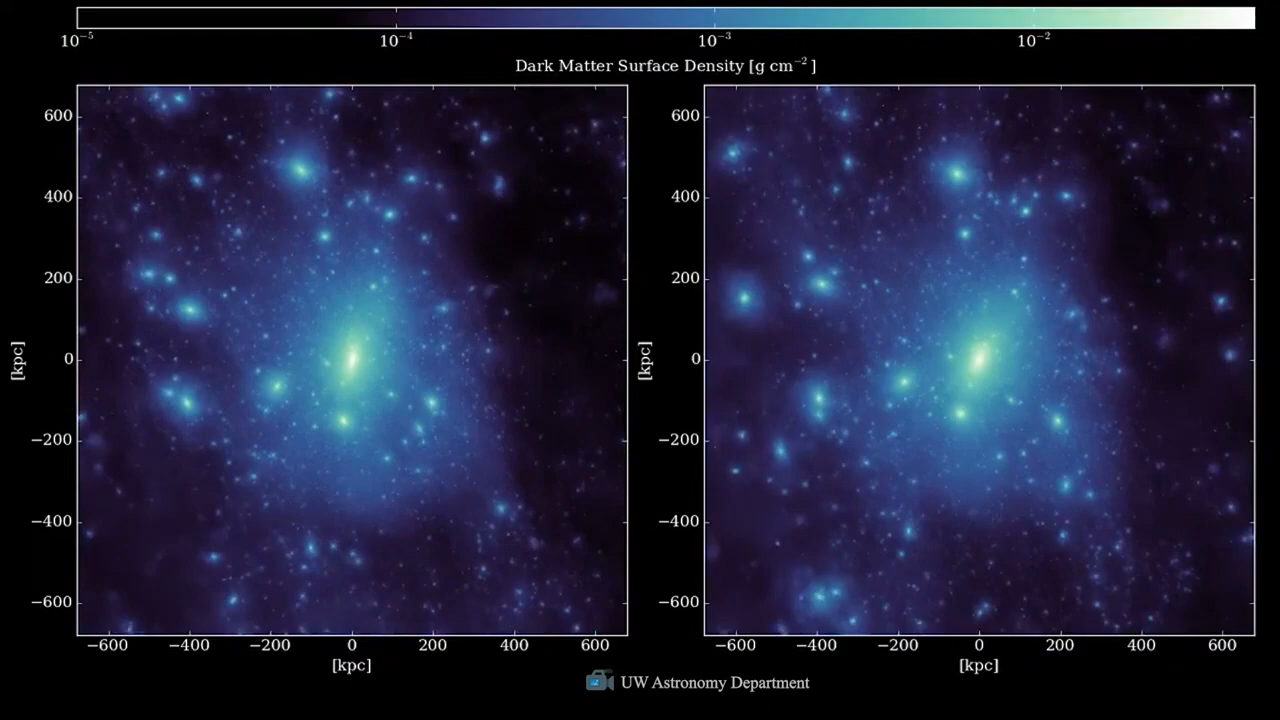 10⁻⁵ 10⁻⁴ 10⁻³ 10⁻²
Dark Matter Surface Density [g cm⁻²]
600 600
400 400
200 200
0 0
−200 −200
−400 −400
−600 −600
[kpc] [kpc]
−600 −400 −200 0 200 400 600 −600 −400 −200 0 200 400 600
[kpc] [kpc]
UW Astronomy Department